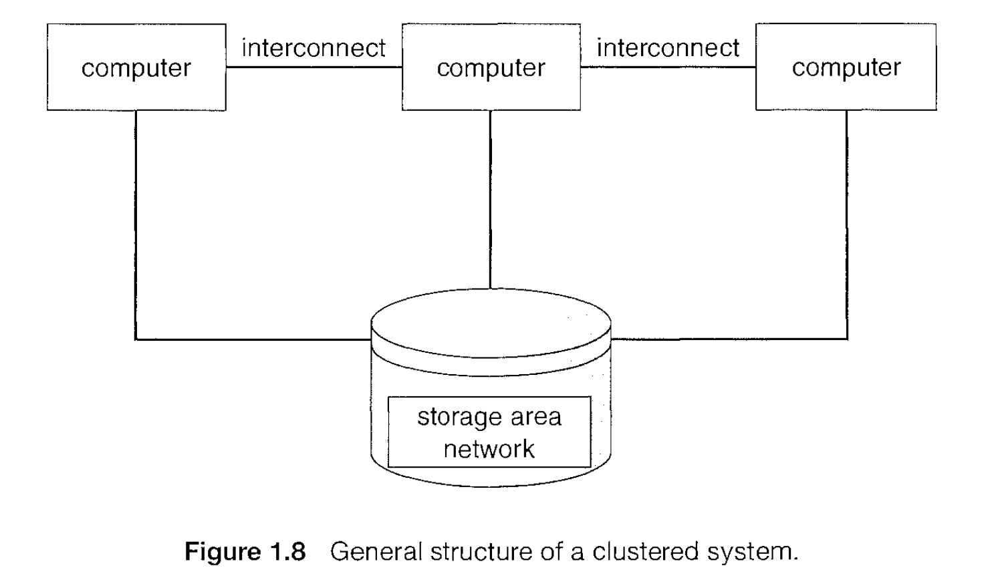 interconnect
interconnect
computer
computer
computer
storage area
network
Figure 1.8 General structure of a clustered system.